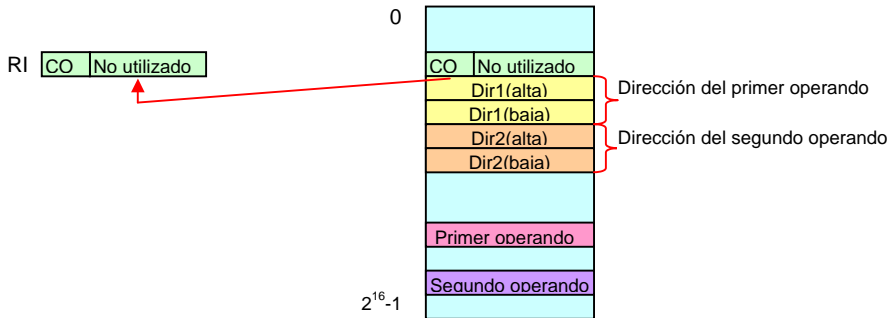 0
RI CO No utilizado
CO No utilizado
Dir1(alta)
Dir1(baja)
Dirección del primer operando
Dir2(alta)
Dir2(baja)
Dirección del segundo operando
Primer operando
Segundo operando
2^16-1